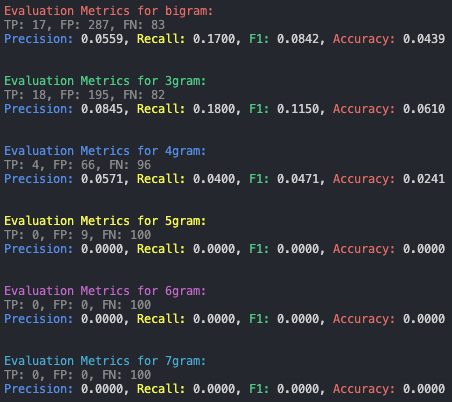 Evaluation Metrics for bigram:
TP: 17, FP: 287, FN: 83
Precision: 0.0559, Recall: 0.1700, F1: 0.0842, Accuracy: 0.0439
Evaluation Metrics for 3gram:
TP: 18, FP: 195, FN: 82
Precision: 0.0845, Recall: 0.1800, F1: 0.1150, Accuracy: 0.0610
Evaluation Metrics for 4gram:
TP: 4, FP: 66, FN: 96
Precision: 0.0571, Recall: 0.0400, F1: 0.0471, Accuracy: 0.0241
Evaluation Metrics for 5gram:
TP: 0, FP: 9, FN: 100
Precision: 0.0000, Recall: 0.0000, F1: 0.0000, Accuracy: 0.0000
Evaluation Metrics for 6gram:
TP: 0, FP: 0, FN: 100
Precision: 0.0000, Recall: 0.0000, F1: 0.0000, Accuracy: 0.0000
Evaluation Metrics for 7gram:
TP: 0, FP: 0, FN: 100
Precision: 0.0000, Recall: 0.0000, F1: 0.0000, Accuracy: 0.0000